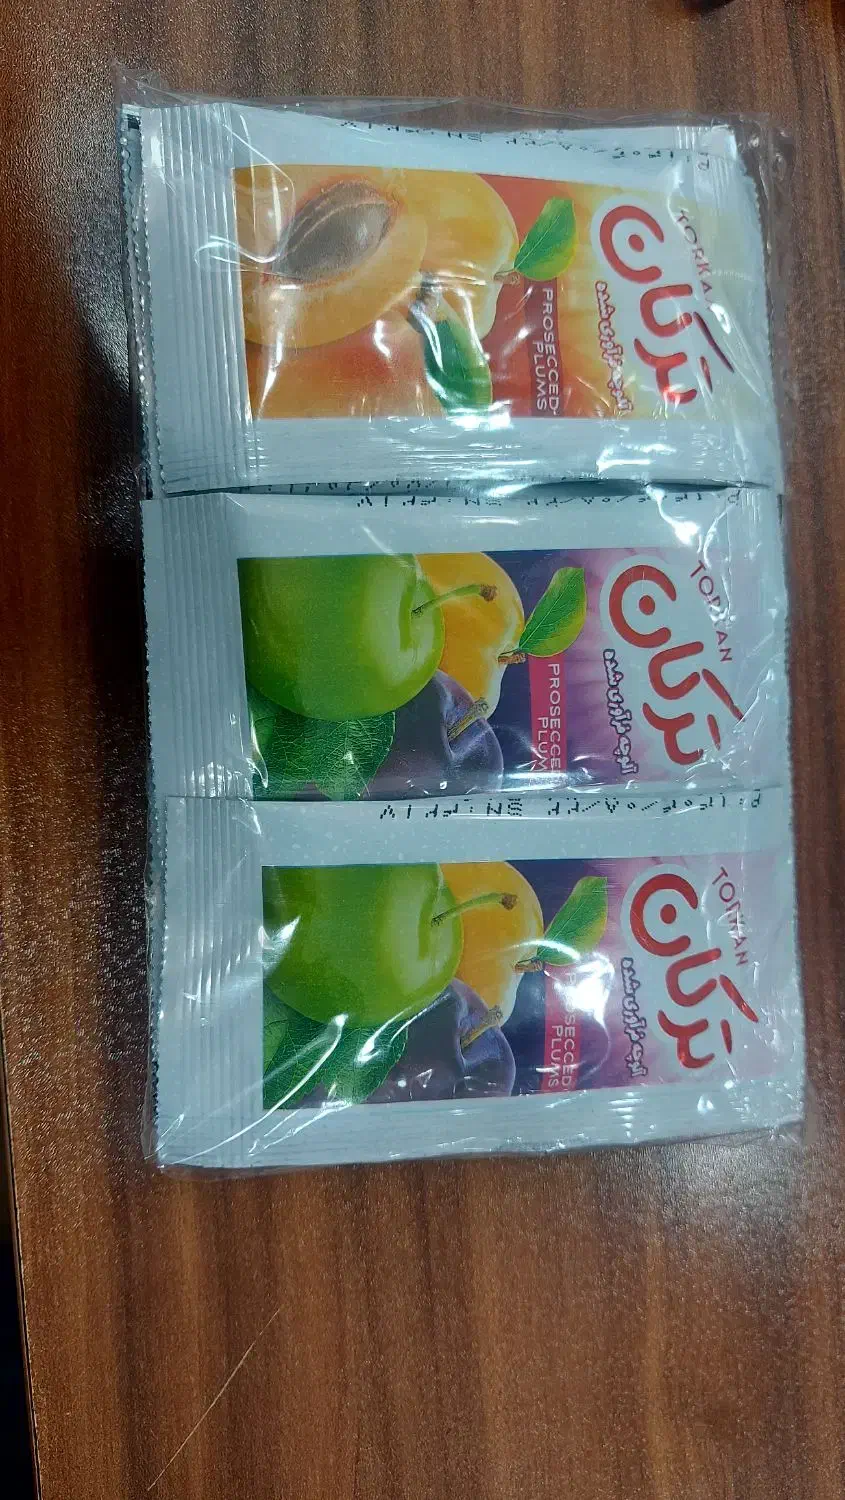 TORKAN
ترکان
آلوچه فرآوری شده
PROSECCED
PLUMS
TORKAN
ترکان
آلوچه فرآوری شده
PROSECCED
PLUMS
TORKAN
ترکان
آلوچه فرآوری شده
PROSECCED
PLUMS